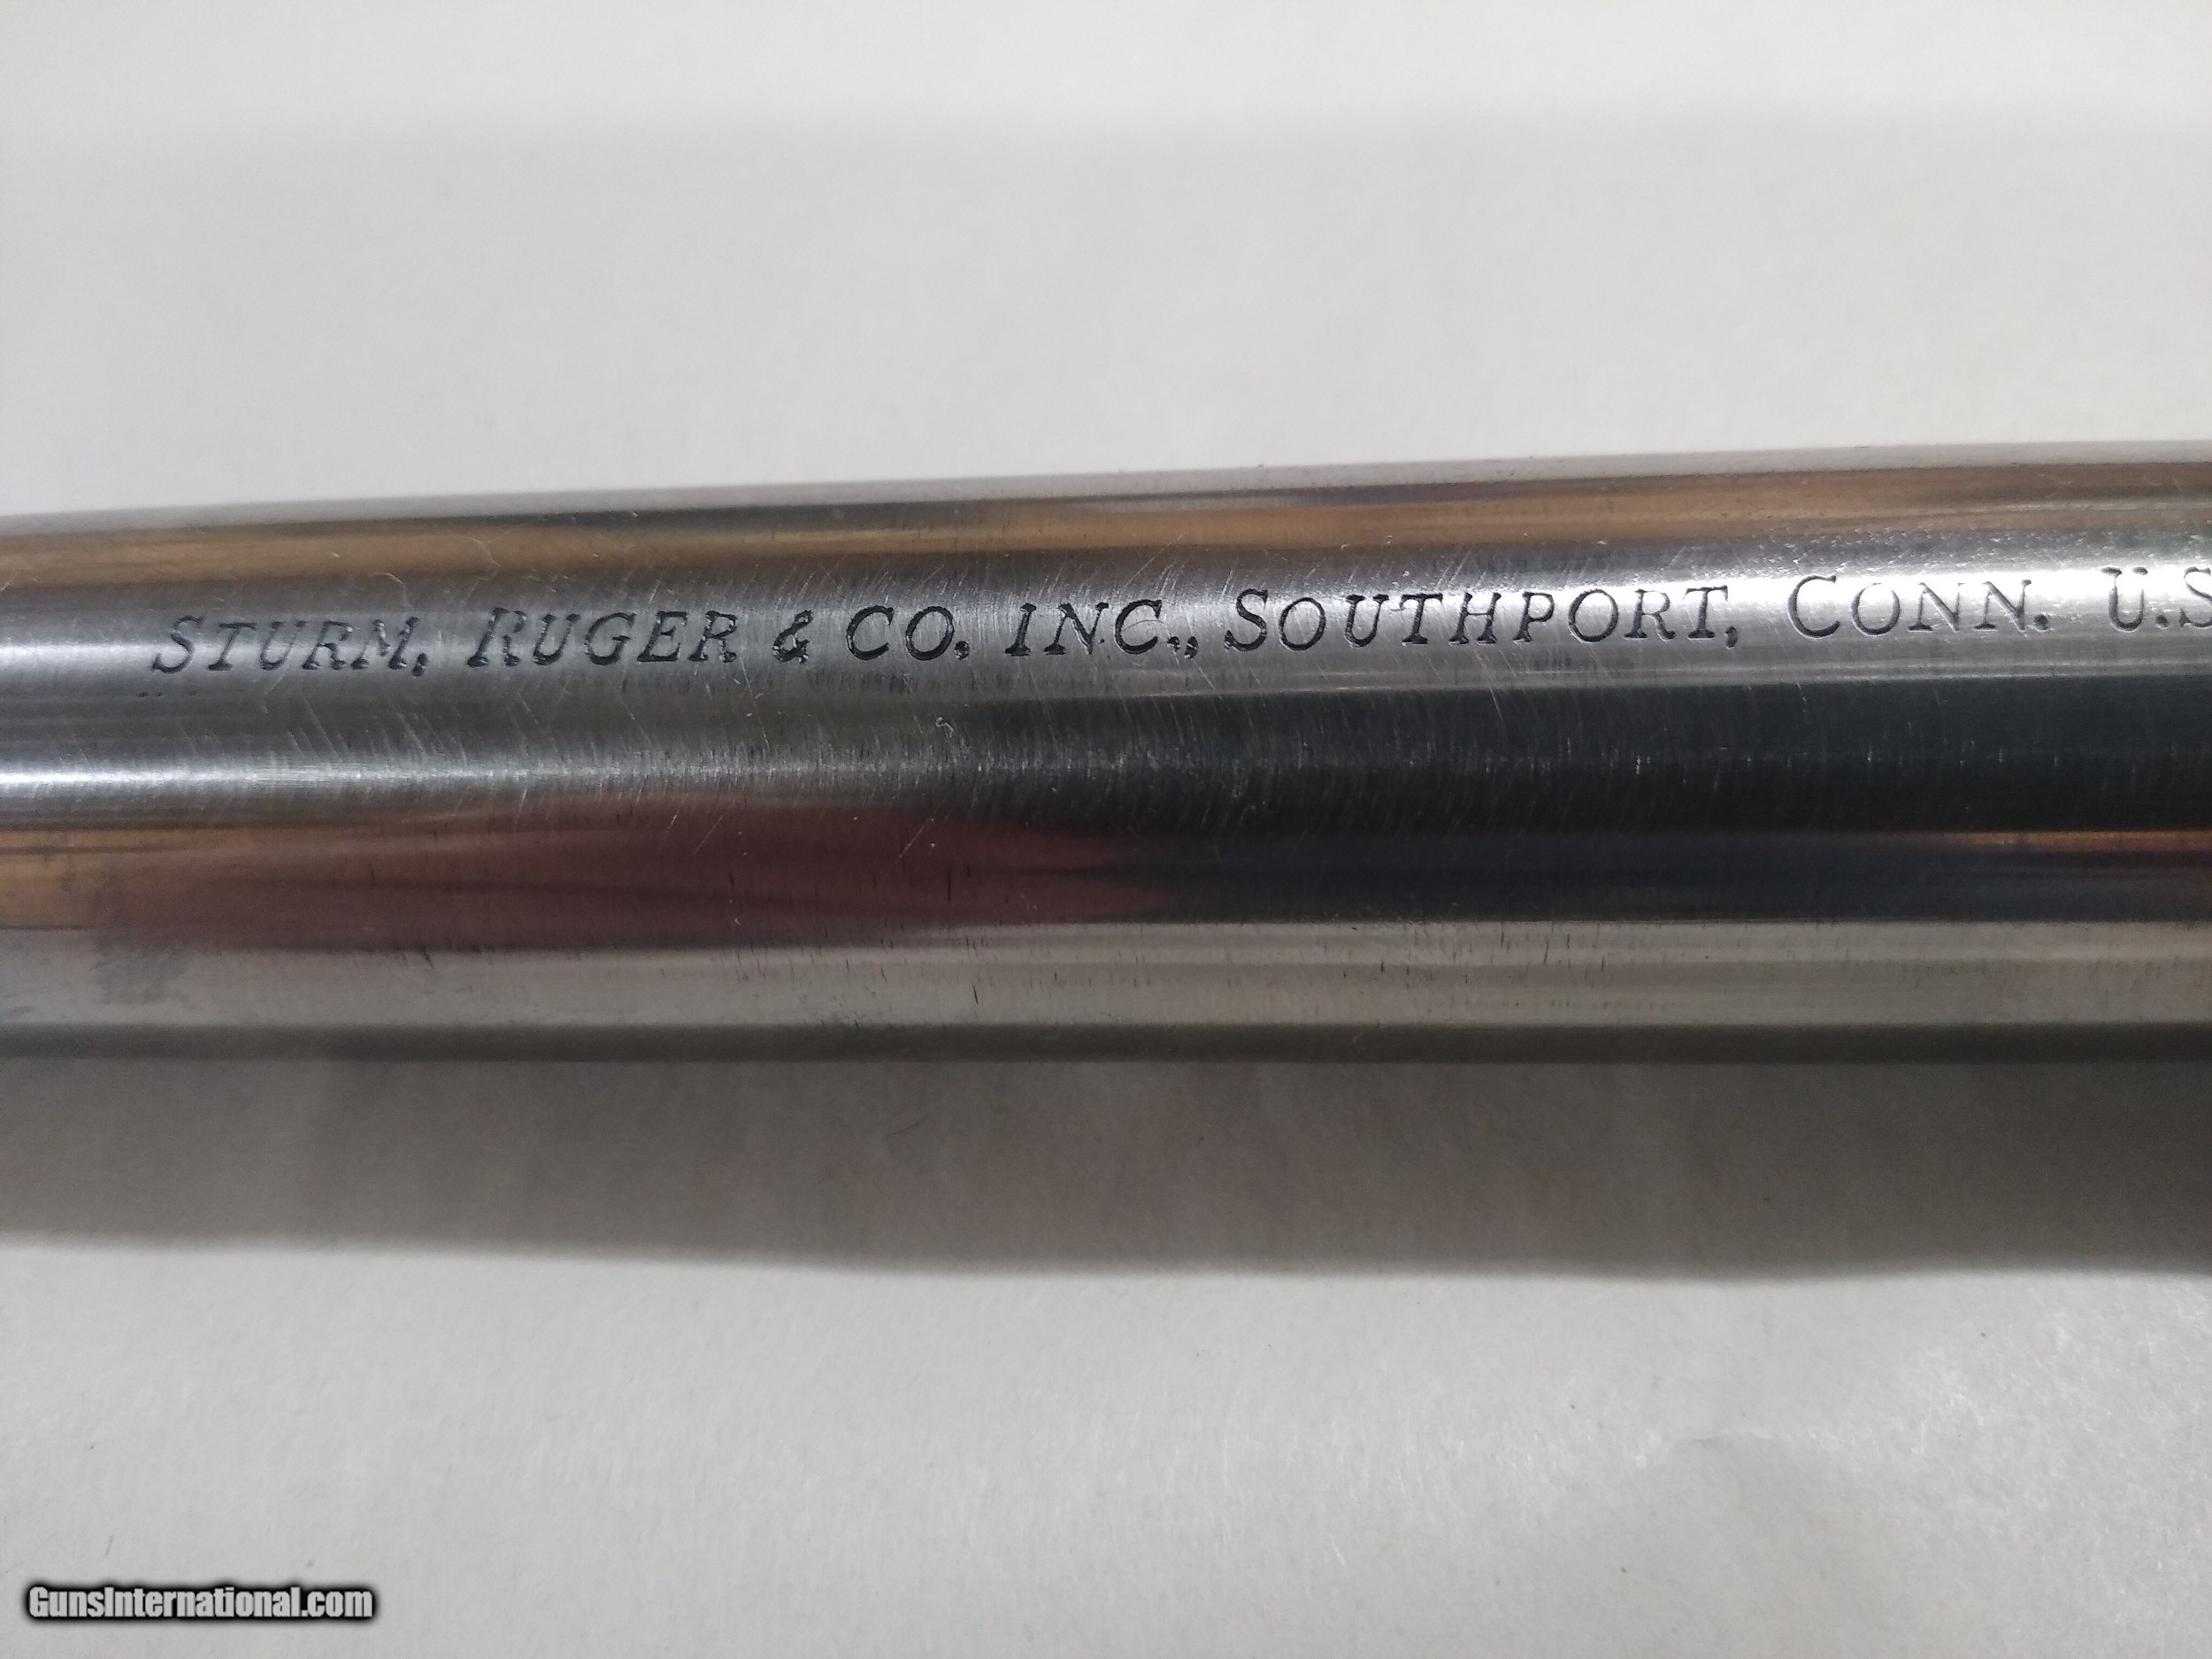 STURM, RUGER & CO. INC., SOUTHPORT, CONN. U.S
GunsInternational.com